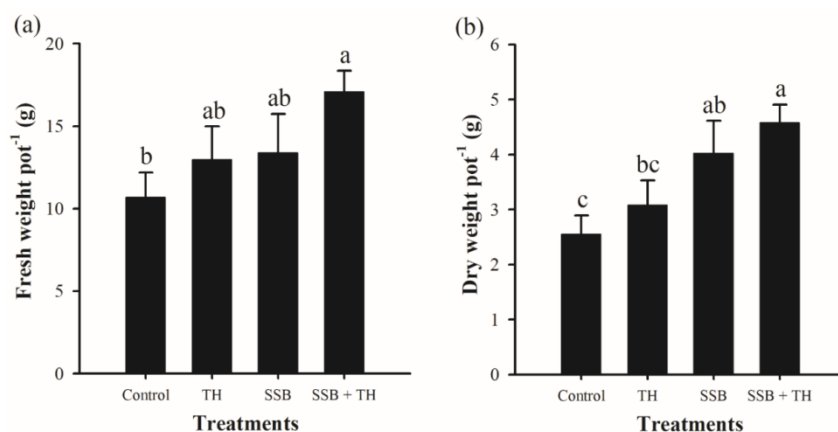 (a)
Fresh weight pot⁻¹ (g)
20
15
10
5
0
b
ab
ab
a
Control TH SSB SSB + TH
Treatments
(b)
Dry weight pot⁻¹ (g)
6
5
4
3
2
1
0
c
bc
ab
a
Control TH SSB SSB + TH
Treatments